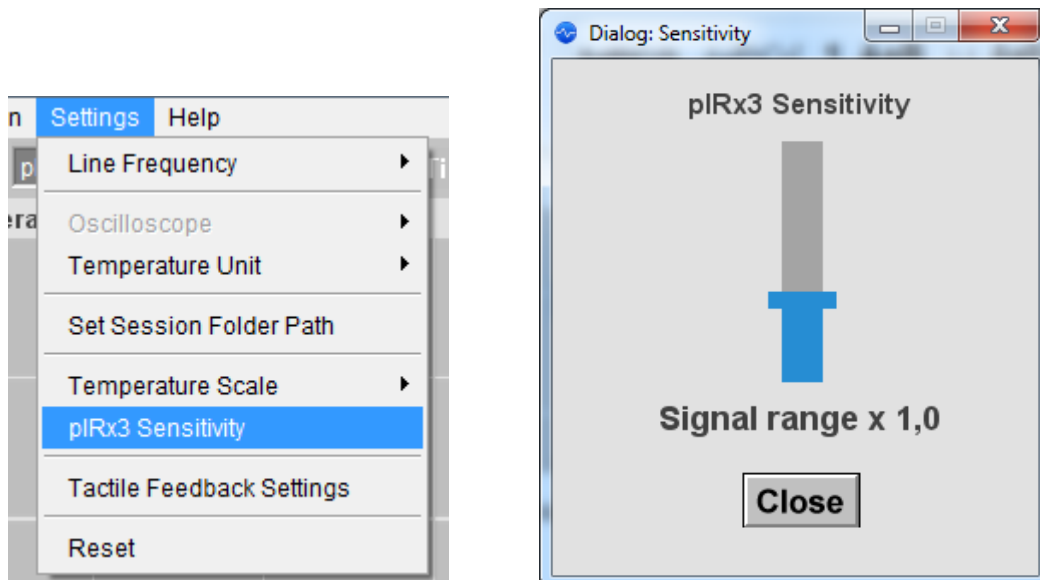 n Settings Help
Line Frequency
era
Oscilloscope
Temperature Unit
Set Session Folder Path
Temperature Scale
pIRx3 Sensitivity
Tactile Feedback Settings
Reset
Dialog: Sensitivity
pIRx3 Sensitivity
Signal range x 1,0
Close